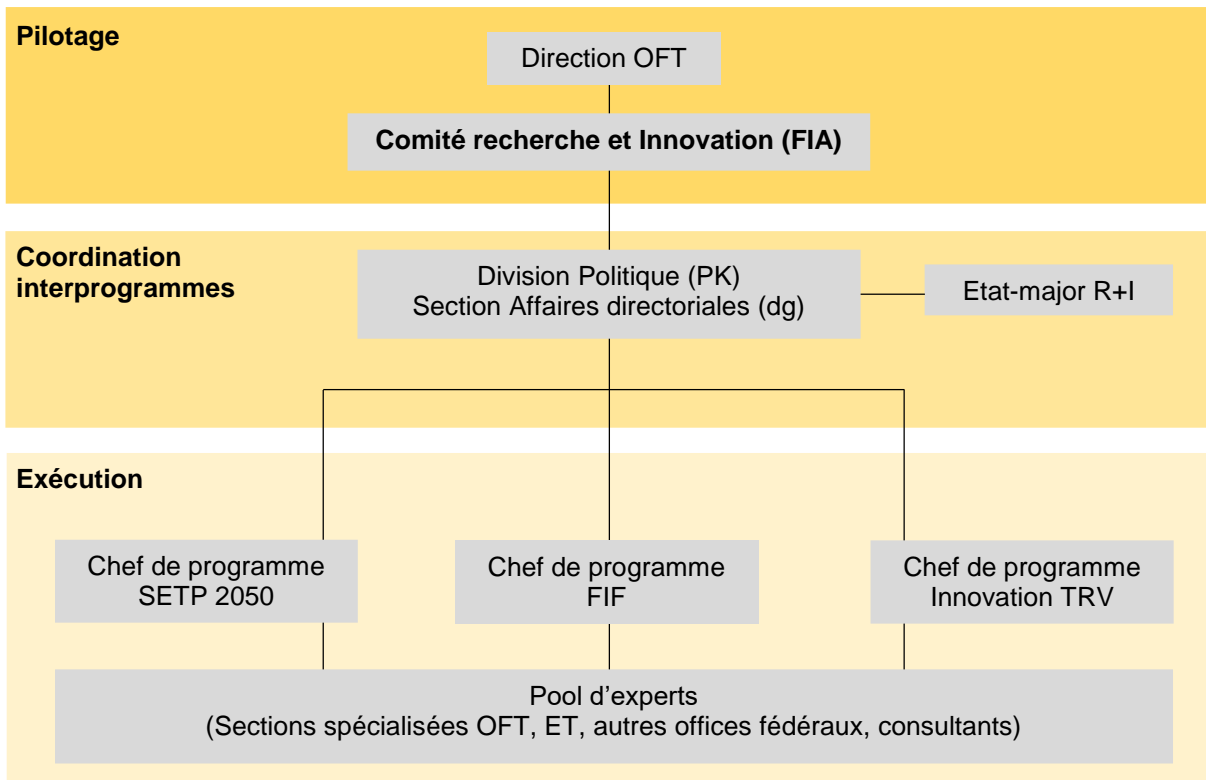 Pilotage
Direction OFT
Comité recherche et Innovation (FIA)
Coordination
interprogrammes
Division Politique (PK)
Section Affaires directoriales (dg)
Etat-major R+I
Exécution
Chef de programme
SETP 2050
Chef de programme
FIF
Chef de programme
Innovation TRV
Pool d’experts
(Sections spécialisées OFT, ET, autres offices fédéraux, consultants)